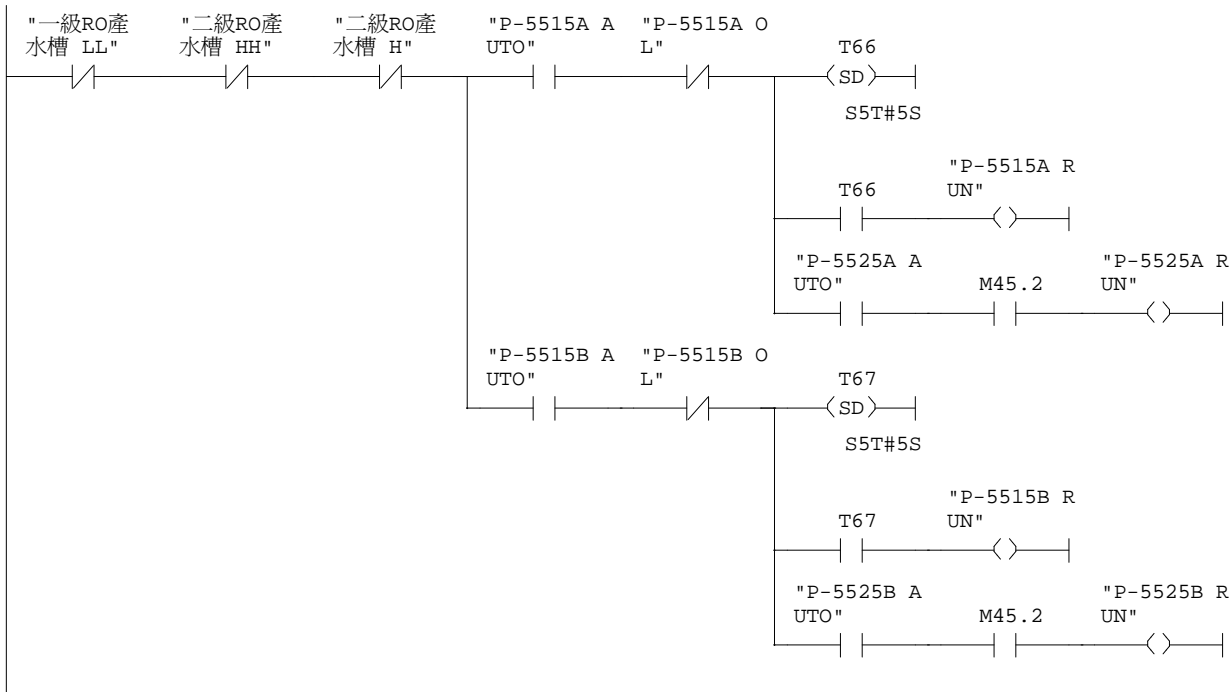 "一級RO產
水槽 LL"
"二級RO產
水槽 HH"
"二級RO產
水槽 H"
"P-5515A A
UTO"
"P-5515A O
L"
T66
SD
S5T#5S
T66
"P-5515A R
UN"
"P-5525A A
UTO"
M45.2
"P-5525A R
UN"
"P-5515B A
UTO"
"P-5515B O
L"
T67
SD
S5T#5S
T67
"P-5515B R
UN"
"P-5525B A
UTO"
M45.2
"P-5525B R
UN"